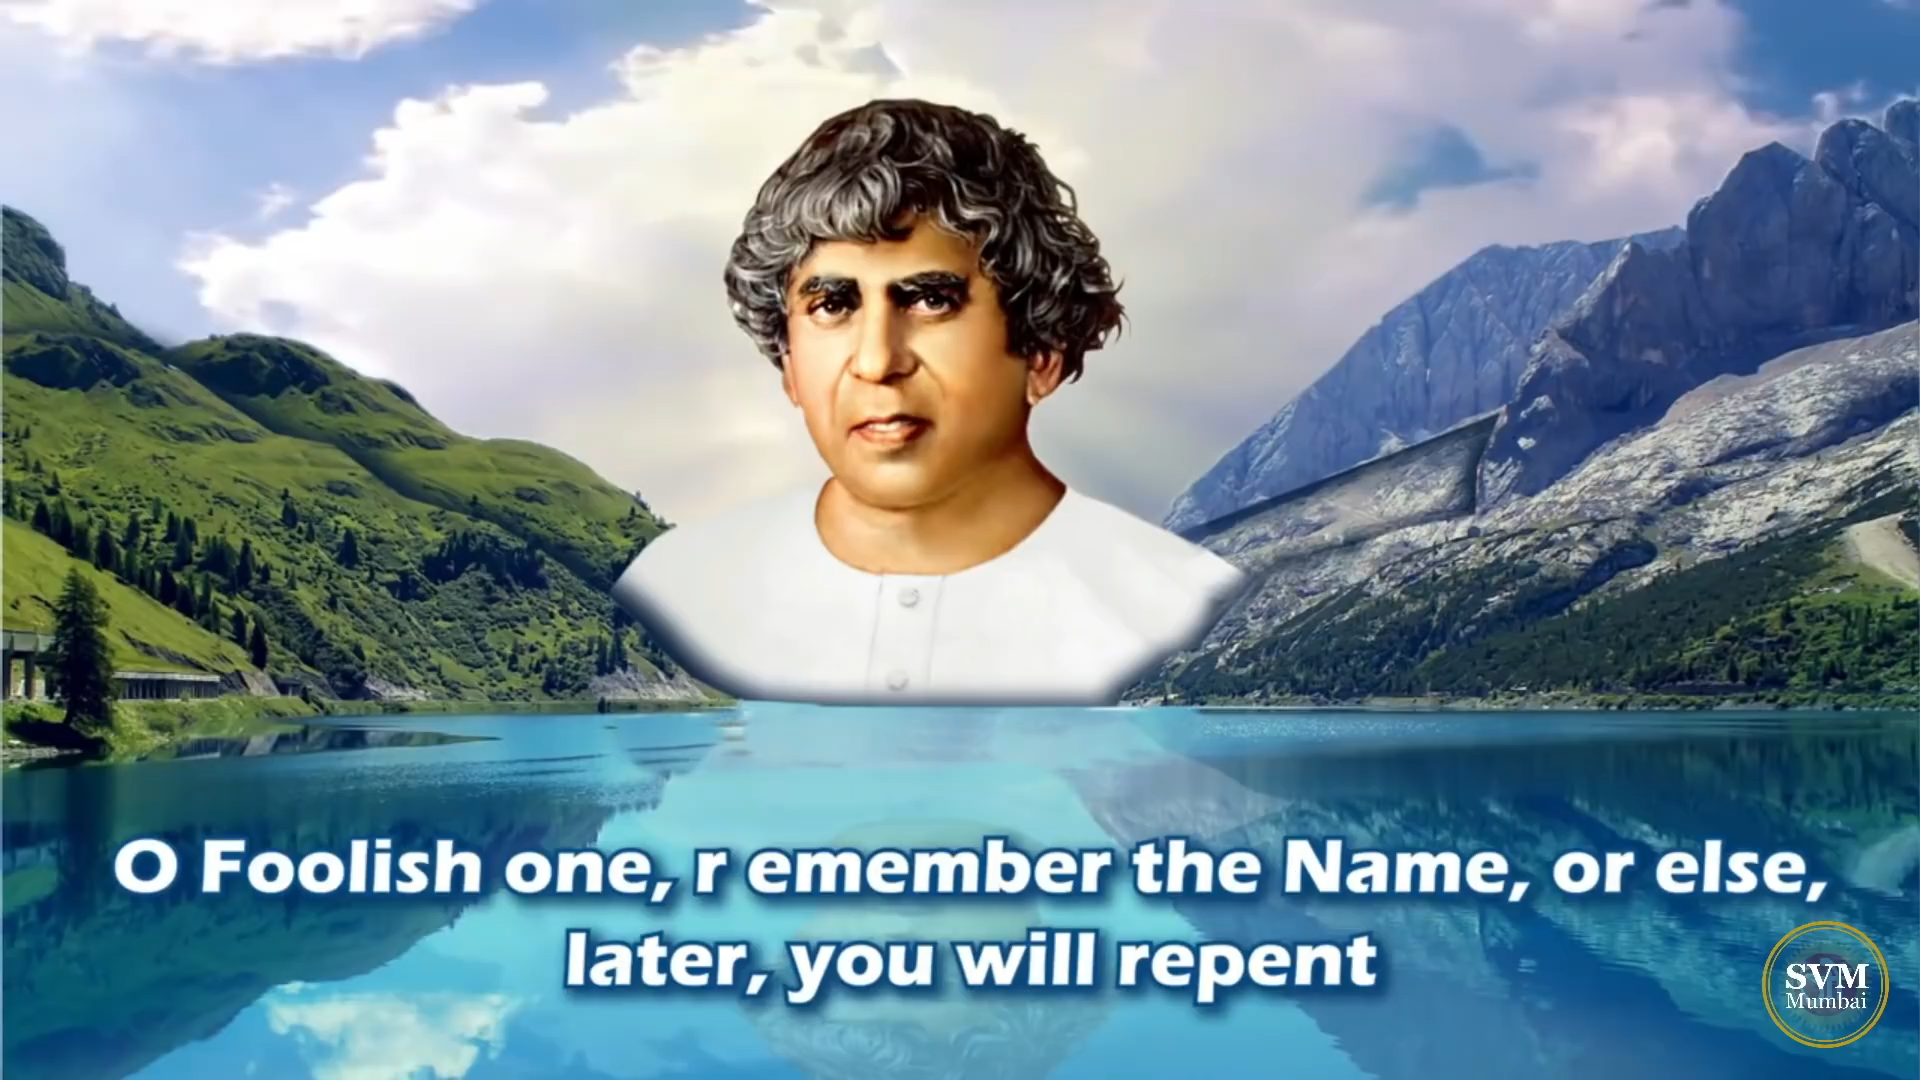 O Foolish one, r emember the Name, or else,
later, you will repent
SVM
Mumbai